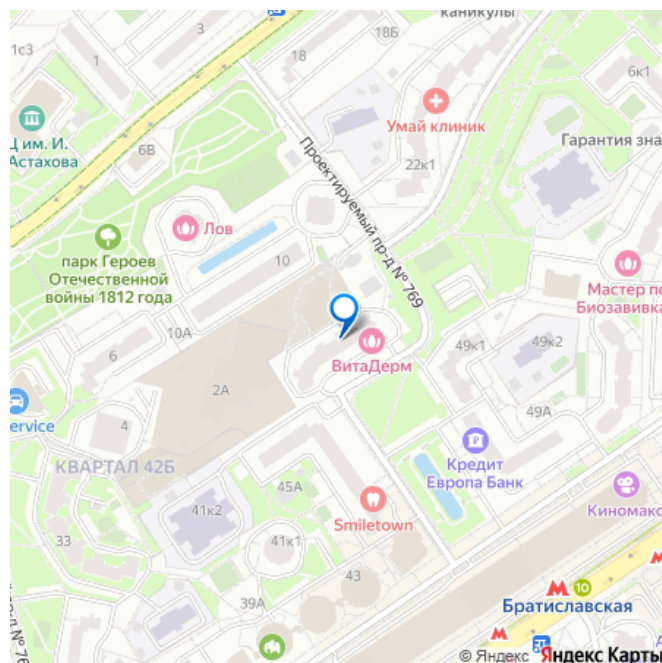 каникулы
18Б
3
1с3
1
18
6к1
Умай клиник
Ц им. И.
Астахова
6В
Проектируемый пр-д № 769
22к1
Гарантия зна
Лов
парк Героев
Отечественной
войны 1812 года
10
Мастер по
Биозавивка
10А
6
ВитаДерм
49к1
49к2
2А
service
4
49А
КВАРТАЛ 42Б
Кредит
Европа Банк
45А
41к2
Smiletown
Киномакс
33
41к1
43
39А
10
Братиславская
© Яндекс Яндекс Карты